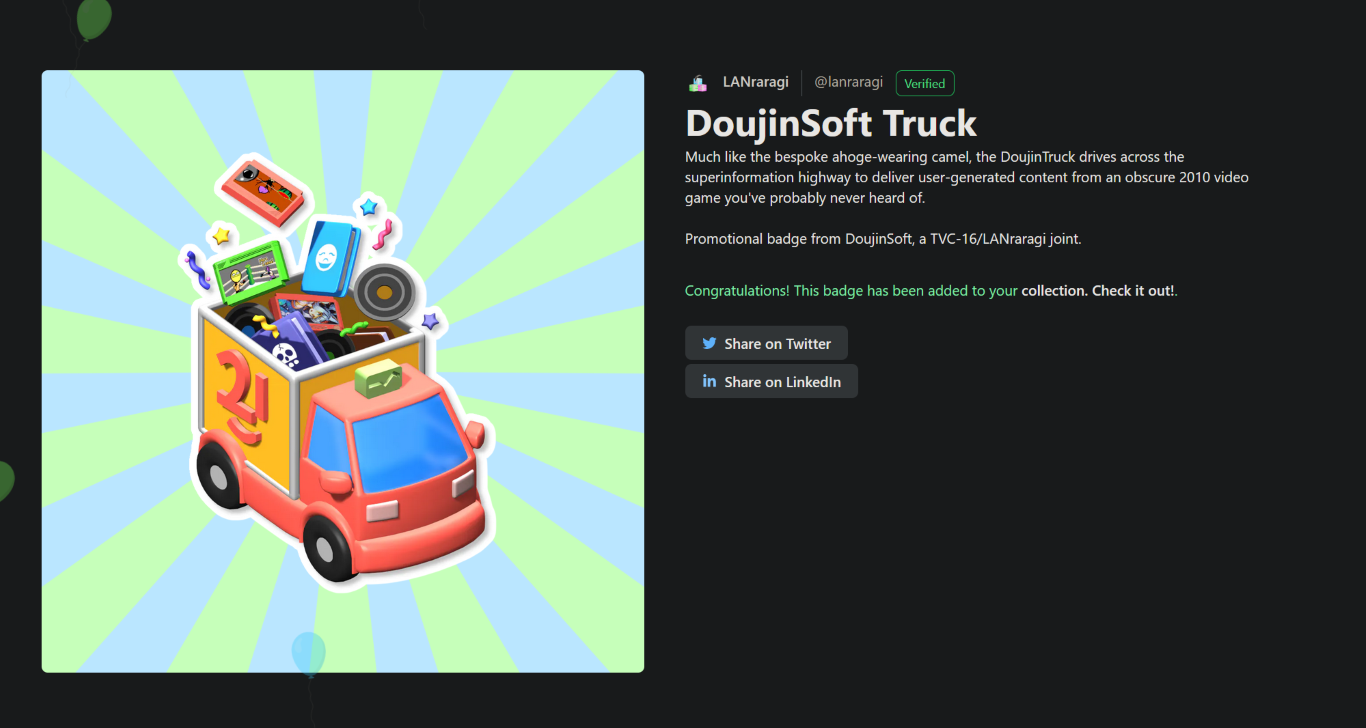 LANraragi @lanraragi Verified
DoujinSoft Truck
Much like the bespoke ahoge-wearing camel, the DoujinTruck drives across the
superinformation highway to deliver user-generated content from an obscure 2010 video
game you've probably never heard of.
Promotional badge from DoujinSoft, a TVC-16/LANraragi joint.
Congratulations! This badge has been added to your collection. Check it out!.
Share on Twitter
in Share on LinkedIn